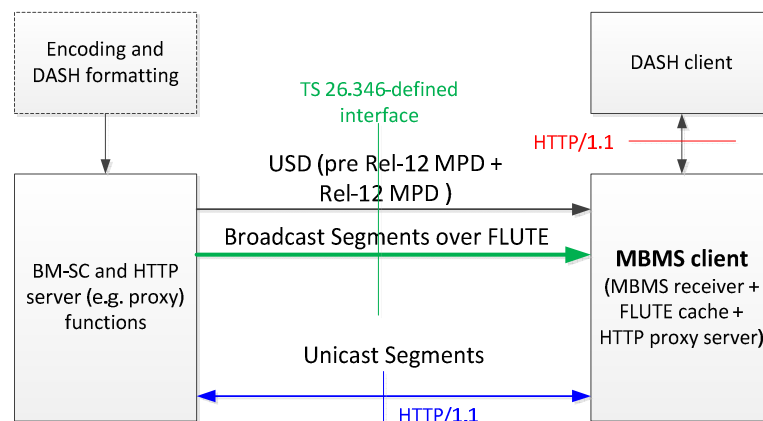 Encoding and
DASH formatting
DASH client
TS 26.346-defined
interface
HTTP/1.1
USD (pre Rel-12 MPD +
Rel-12 MPD )
Broadcast Segments over FLUTE
BM-SC and HTTP
server (e.g. proxy)
functions
MBMS client
(MBMS receiver +
FLUTE cache +
HTTP proxy server)
Unicast Segments
HTTP/1.1